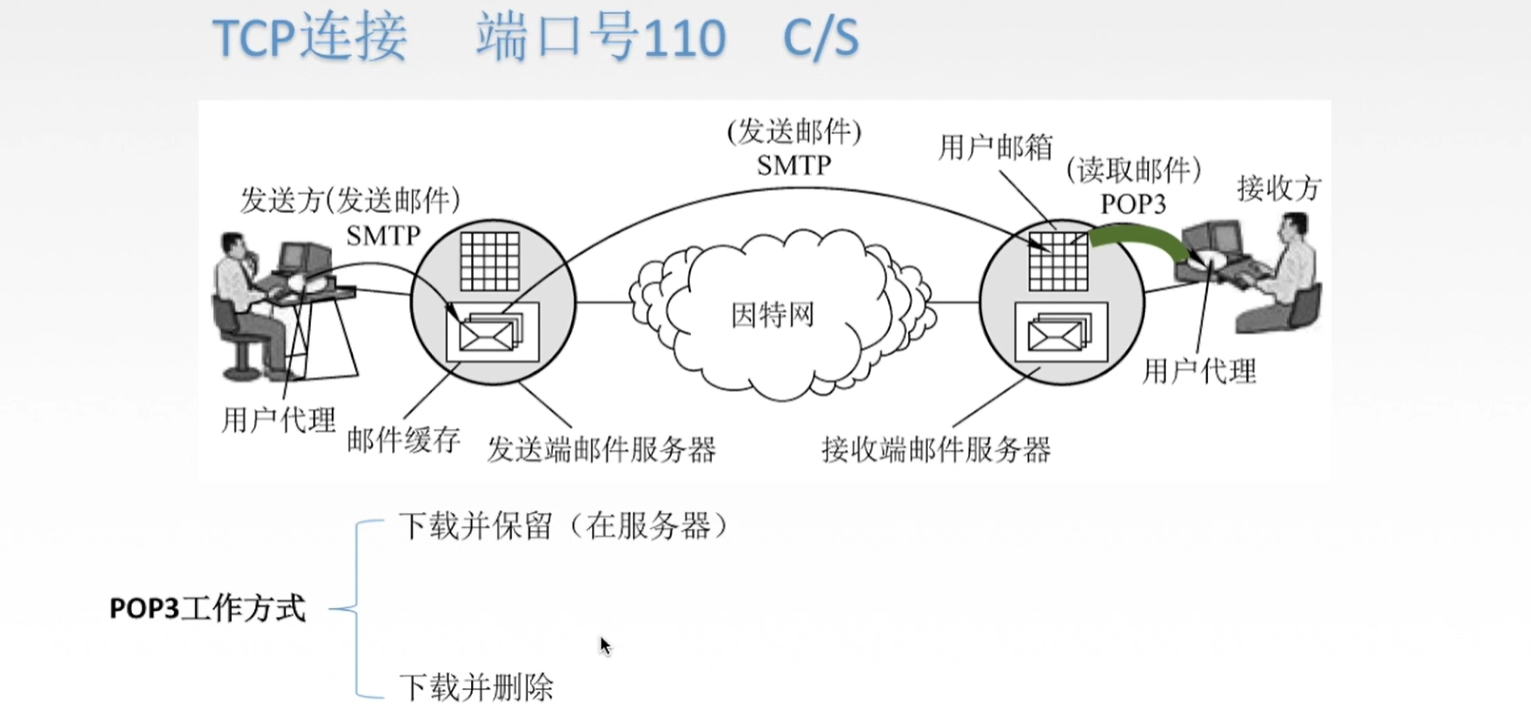 TCP连接 端口号110 C/S
(发送邮件)
SMTP
用户邮箱
(读取邮件)
POP3
接收方
发送方(发送邮件)
SMTP
因特网
用户代理
用户代理
邮件缓存
发送端邮件服务器
接收端邮件服务器
下载并保留（在服务器）
POP3工作方式
下载并删除